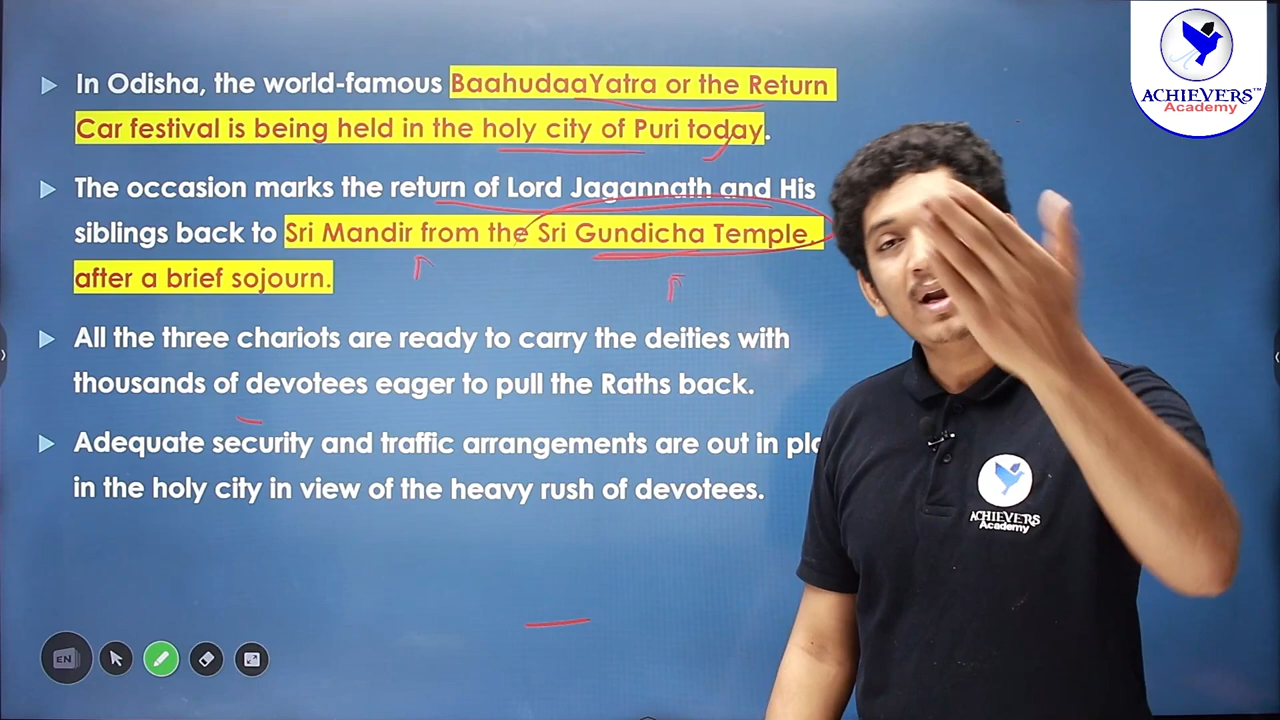 In Odisha, the world-famous BaahudaaYatra or the Return
Car festival is being held in the holy city of Puri today.
The occasion marks the return of Lord Jagannath and His
siblings back to Sri Mandir from the Sri Gundicha Temple,
after a brief sojourn.
All the three chariots are ready to carry the deities with
thousands of devotees eager to pull the Raths back.
Adequate security and traffic arrangements are out in pla
in the holy city in view of the heavy rush of devotees.
ACHIEVERS™
Academy
ACHIEVERS
Academy
EN